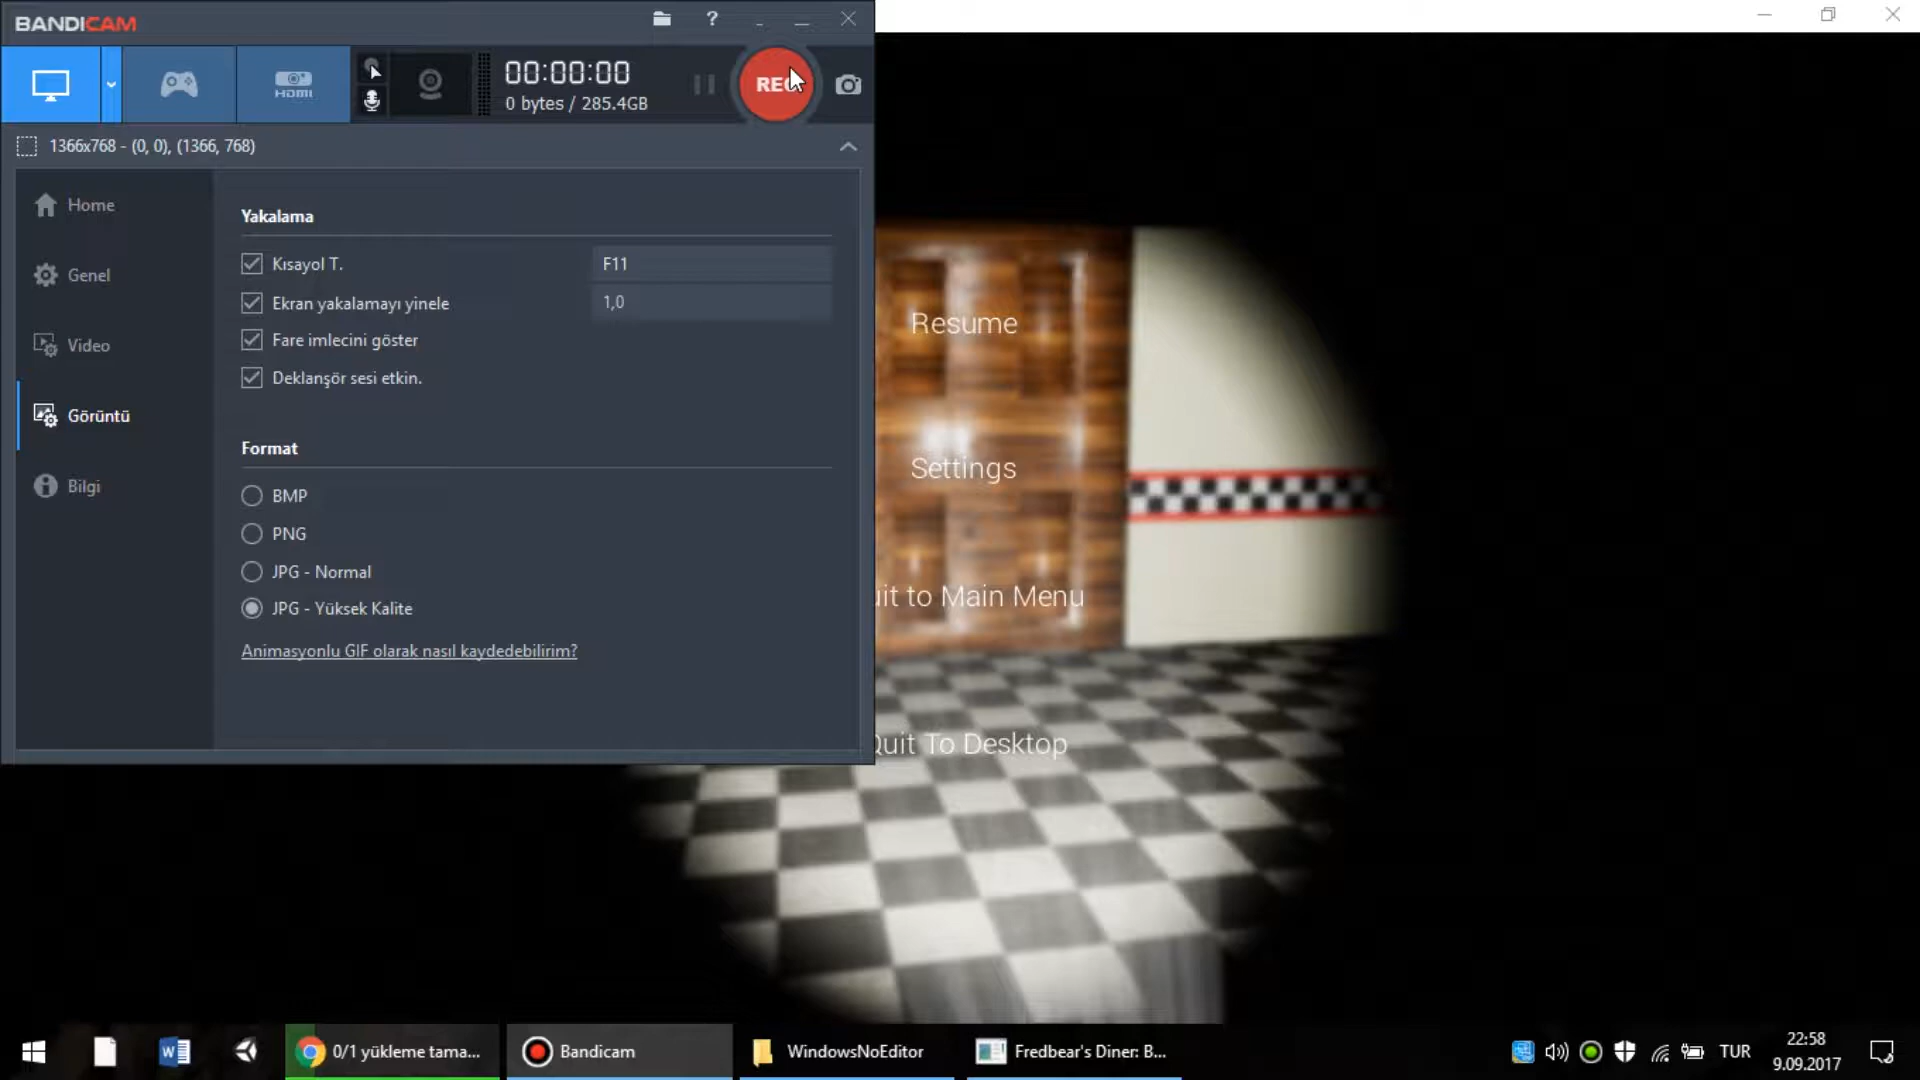 BANDICAM
?
HDMI
00:00:00
0 bytes / 285.4GB
REC
1366x768 - (0, 0), (1366, 768)
Home
Genel
Video
Görüntü
Bilgi
Yakalama
Kısayol T.
F11
Ekran yakalamayı yinele
1,0
Fare imlecini göster
Deklanşör sesi etkin.
Format
BMP
PNG
JPG - Normal
JPG - Yüksek Kalite
Animasyonlu GIF olarak nasıl kaydedebilirim?
Resume
Settings
uit to Main Menu
Quit To Desktop
0/1 yükleme tama...
Bandicam
WindowsNoEditor
Fredbear's Diner: B...
TUR
22:58
9.09.2017